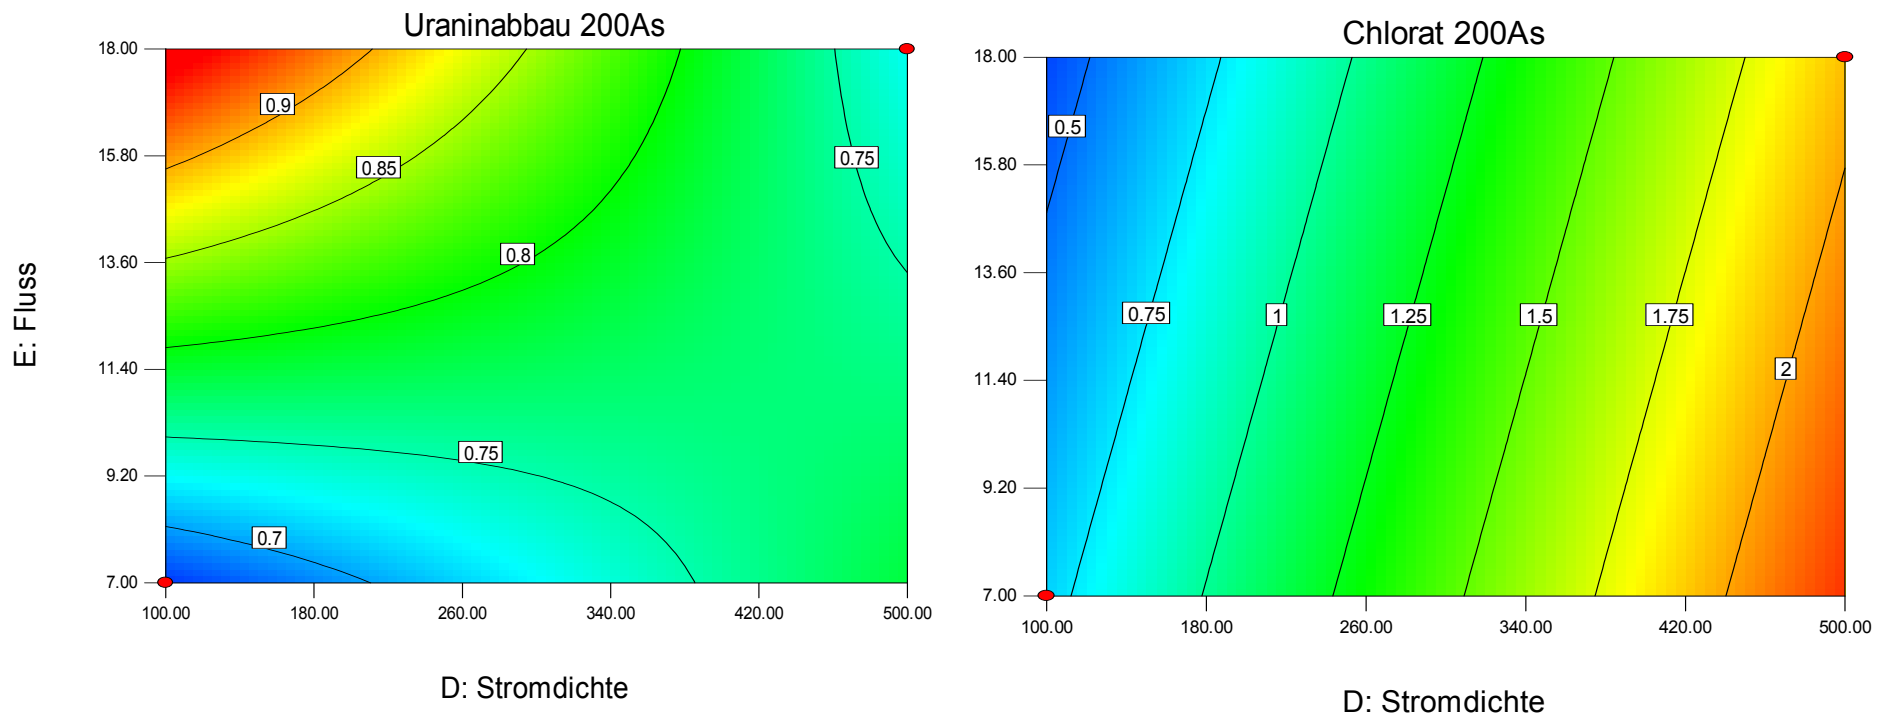 Uraninabbau 200As
18.00
15.80
13.60
11.40
9.20
7.00
E: Fluss
0.9
0.85
0.8
0.75
0.75
0.7
100.00 180.00 260.00 340.00 420.00 500.00
D: Stromdichte
Chlorat 200As
18.00
15.80
13.60
11.40
9.20
7.00
0.5
0.75 1 1.25 1.5 1.75
2
100.00 180.00 260.00 340.00 420.00 500.00
D: Stromdichte